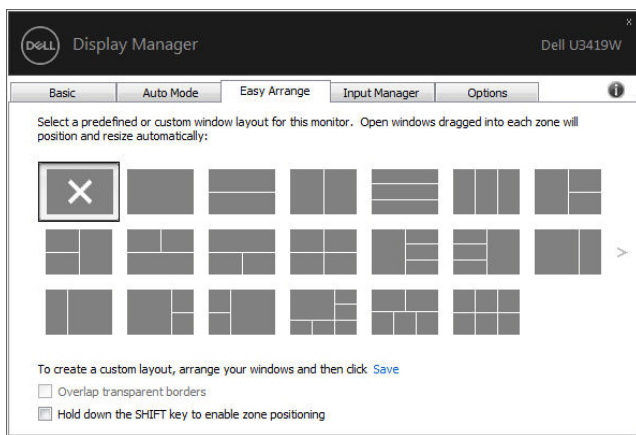 DELL Display Manager
x
Dell U3419W
Basic Auto Mode Easy Arrange Input Manager Options i
Select a predefined or custom window layout for this monitor. Open windows dragged into each zone will
position and resize automatically:
>
To create a custom layout, arrange your windows and then click Save
Overlap transparent borders
Hold down the SHIFT key to enable zone positioning